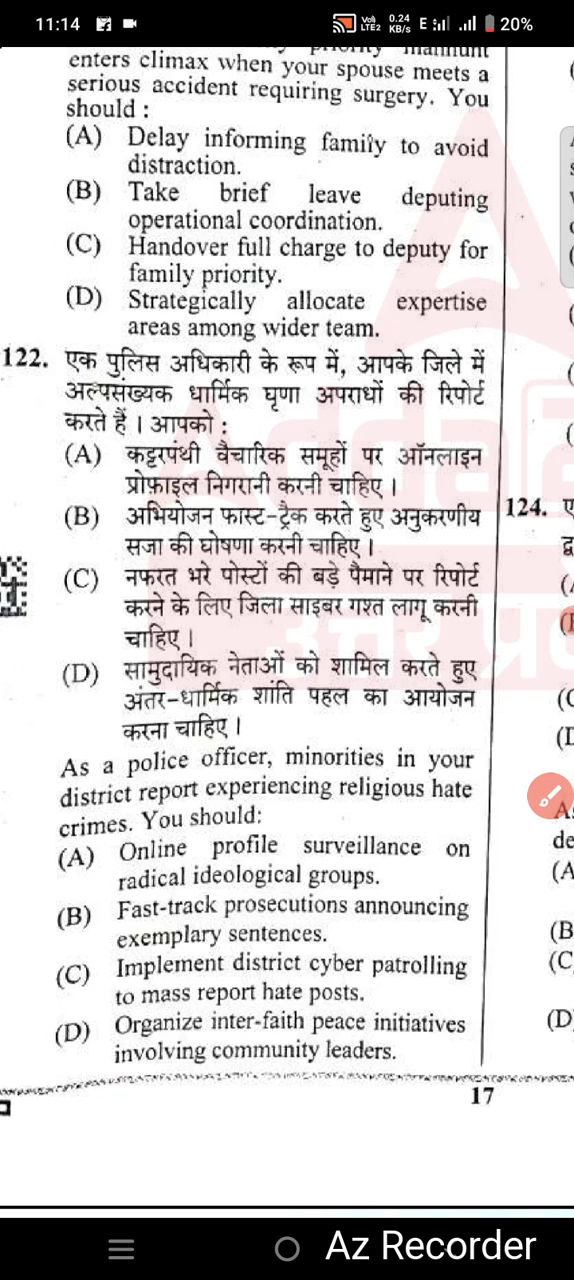 11:14
Vo)) LTE2 0.24 KB/s E 20%
enters climax when your spouse meets a
serious accident requiring surgery. You
should :
(A) Delay informing family to avoid
distraction.
(B) Take brief leave deputing
operational coordination.
(C) Handover full charge to deputy for
family priority.
(D) Strategically allocate expertise
areas among wider team.
122. एक पुलिस अधिकारी के रूप में, आपके जिले में
अल्पसंख्यक धार्मिक घृणा अपराधों की रिपोर्ट
करते हैं । आपको :
(A) कट्टरपंथी वैचारिक समूहों पर ऑनलाइन
प्रोफ़ाइल निगरानी करनी चाहिए ।
(B) अभियोजन फास्ट-ट्रैक करते हुए अनुकरणीय
सजा की घोषणा करनी चाहिए ।
(C) नफरत भरे पोस्टों की बड़े पैमाने पर रिपोर्ट
करने के लिए जिला साइबर गश्त लागू करनी
चाहिए ।
(D) सामुदायिक नेताओं को शामिल करते हुए
अंतर-धार्मिक शांति पहल का आयोजन
करना चाहिए ।
As a police officer, minorities in your
district report experiencing religious hate
crimes. You should:
(A) Online profile surveillance on
radical ideological groups.
(B) Fast-track prosecutions announcing
exemplary sentences.
(C) Implement district cyber patrolling
to mass report hate posts.
(D) Organize inter-faith peace initiatives
involving community leaders.
124.
de
(A
(B
(C
(D
17
Az Recorder